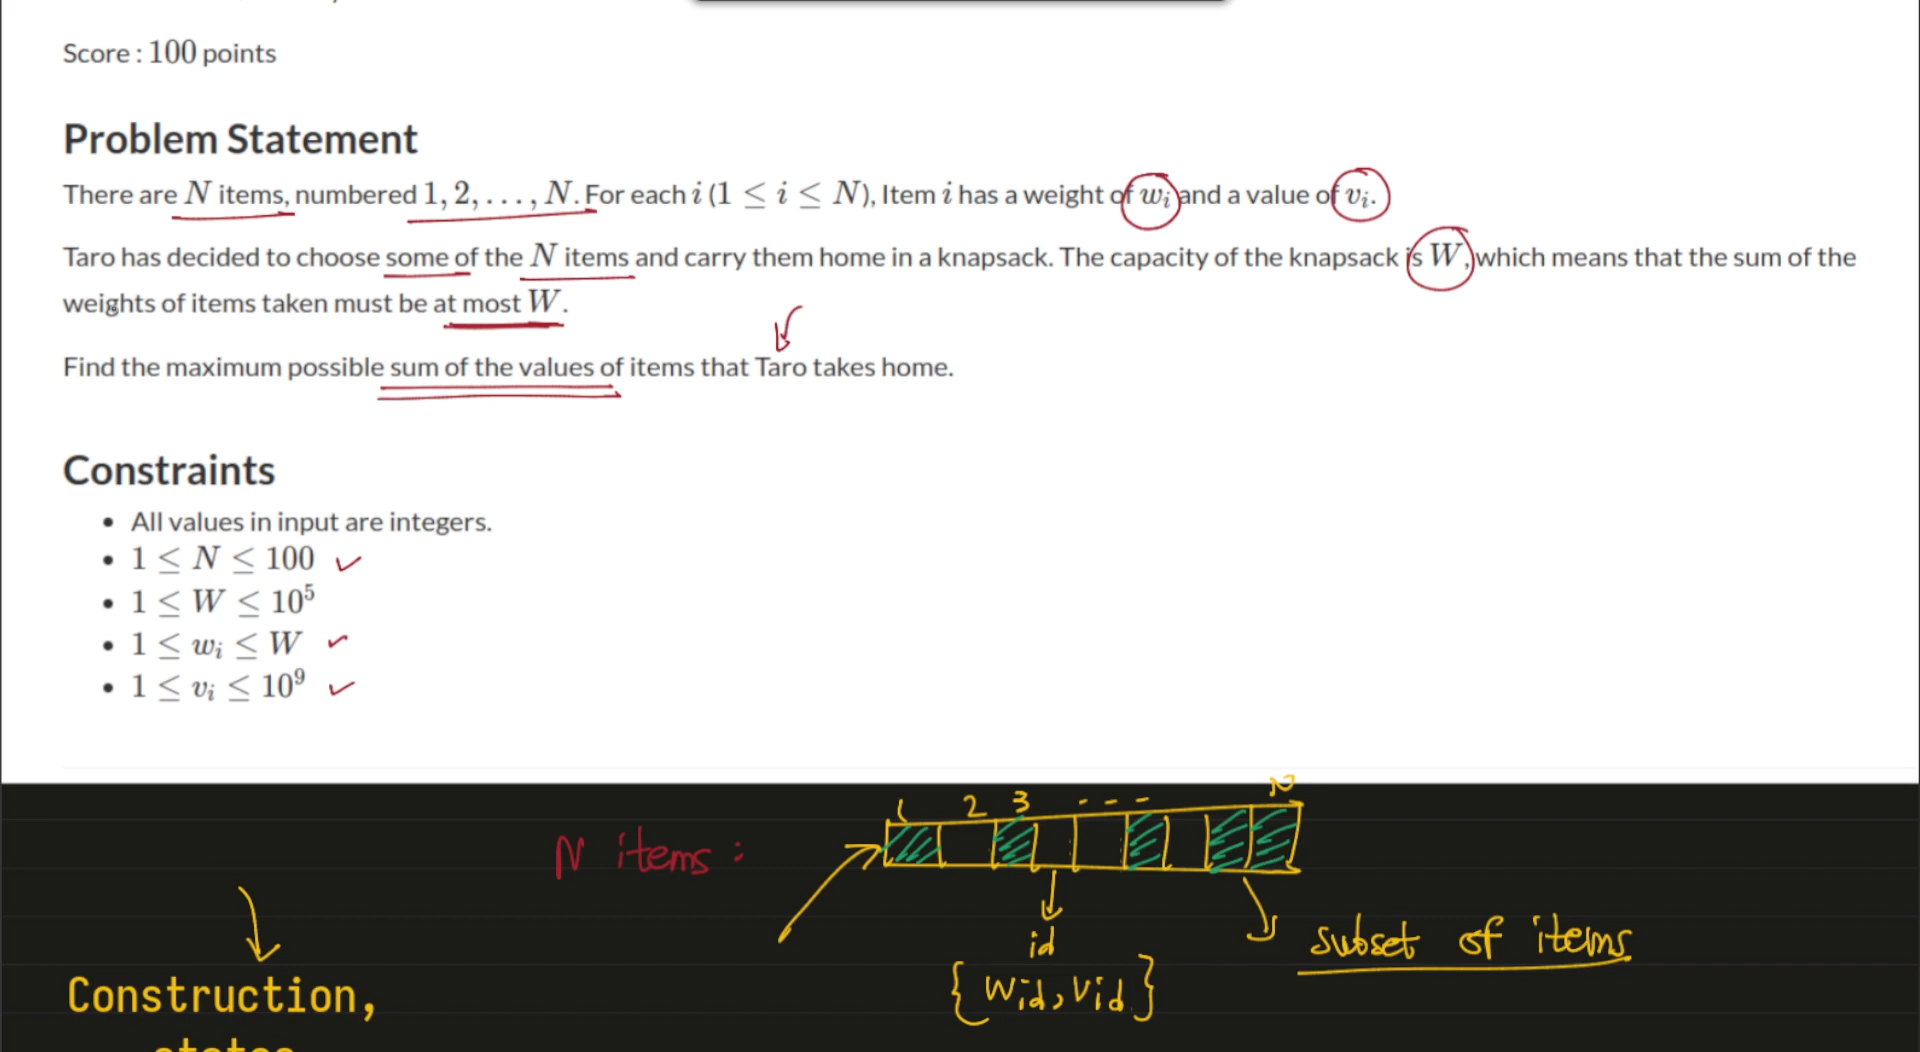 Score : 100 points
Problem Statement
There are N items, numbered 1, 2, . . . , N. For each i (1 ≤ i ≤ N), Item i has a weight of wᵢ and a value of vᵢ.
Taro has decided to choose some of the N items and carry them home in a knapsack. The capacity of the knapsack is W, which means that the sum of the
weights of items taken must be at most W.
Find the maximum possible sum of the values of items that Taro takes home.
Constraints
• All values in input are integers.
• 1 ≤ N ≤ 100
• 1 ≤ W ≤ 10⁵
• 1 ≤ wᵢ ≤ W
• 1 ≤ vᵢ ≤ 10⁹
1 2 3 - - - N
N items :
id
subset of items
{ Wid, Vid }
Construction,
states